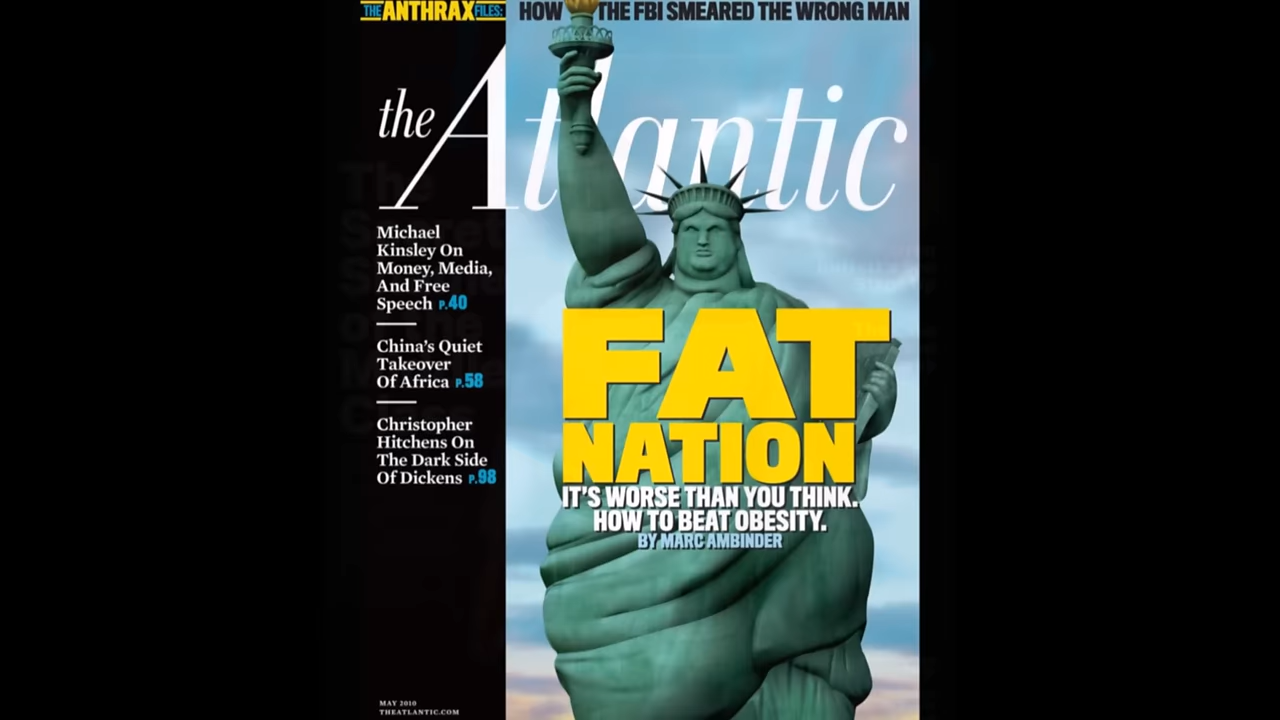 THE ANTHRAX FILES:
HOW THE FBI SMEARED THE WRONG MAN
the Atlantic
Michael
Kinsley On
Money, Media,
And Free
Speech P.40
China's Quiet
Takeover
Of Africa P.58
Christopher
Hitchens On
The Dark Side
Of Dickens P.98
FAT
NATION
IT'S WORSE THAN YOU THINK.
HOW TO BEAT OBESITY.
BY MARC AMBINDER
MAY 2010
THEATLANTIC.COM